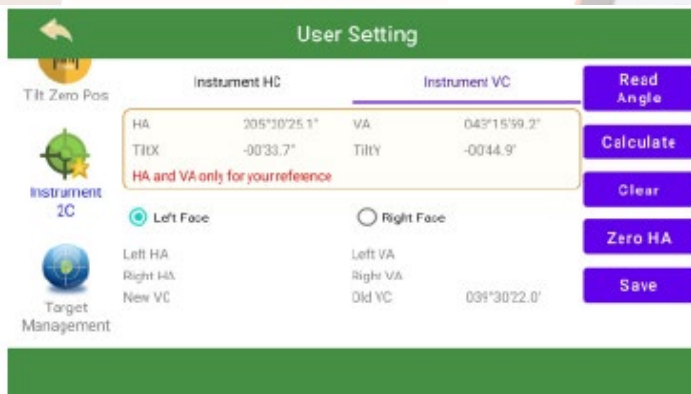 User Setting
Tilt Zero Pos
Instrument 2C
Target Management
Instrument HC Instrument VC
HA 205°30'25.1" VA 043°15'59.2"
TiltX -00'33.7" TiltY -00'44.9"
HA and VA only for your reference
Left Face Right Face
Left HA Left VA
Right HA Right VA
New VC Old VC 039°30'22.0"
Read Angle
Calculate
Clear
Zero HA
Save